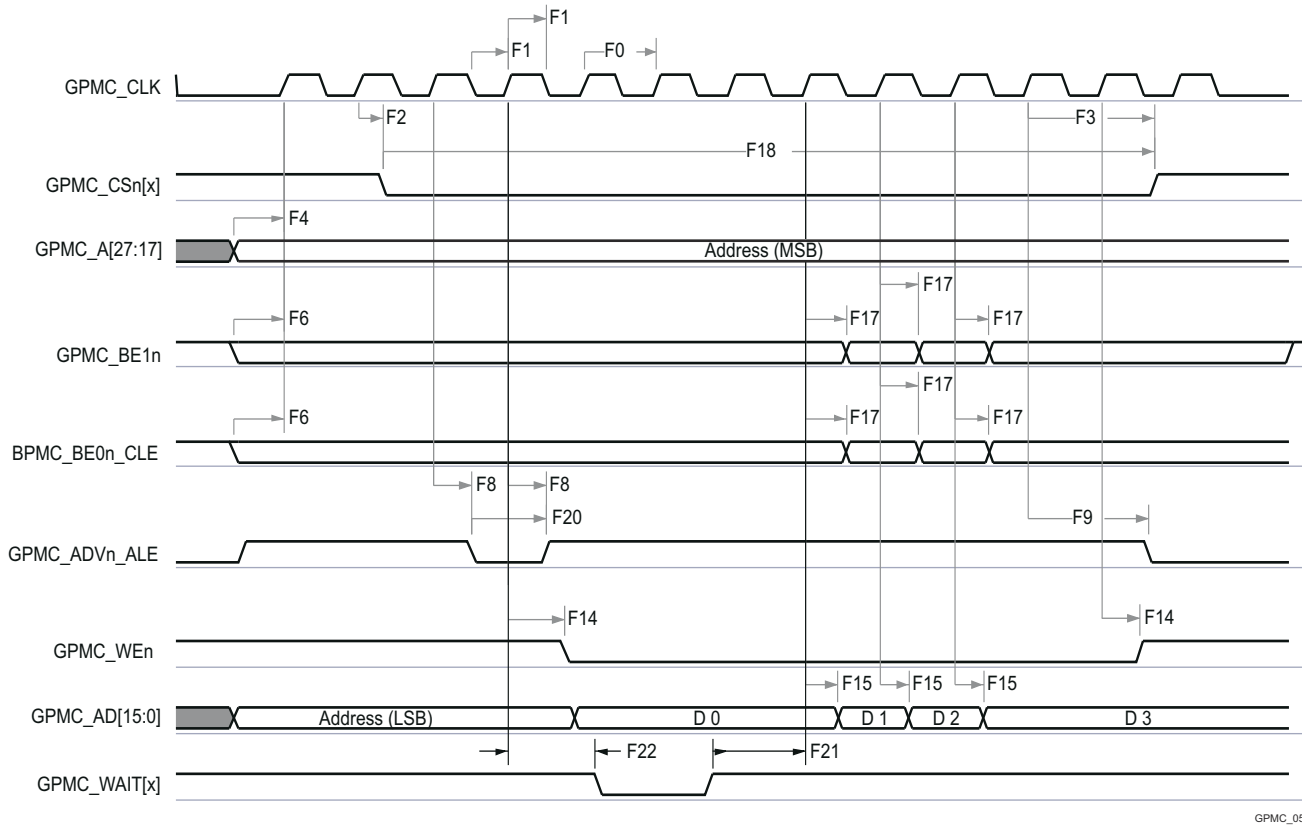 F1
F1 F0
GPMC_CLK
F2 F3
F18
GPMC_CSn[x]
F4
GPMC_A[27:17] Address (MSB)
F17
F6 F17 F17
GPMC_BE1n
F17
F6 F17 F17
BPMC_BE0n_CLE
F8 F8
F20 F9
GPMC_ADVn_ALE
F14 F14
GPMC_WEn
F15 F15 F15
GPMC_AD[15:0] Address (LSB) D 0 D 1 D 2 D 3
F22 F21
GPMC_WAIT[x]
GPMC_05